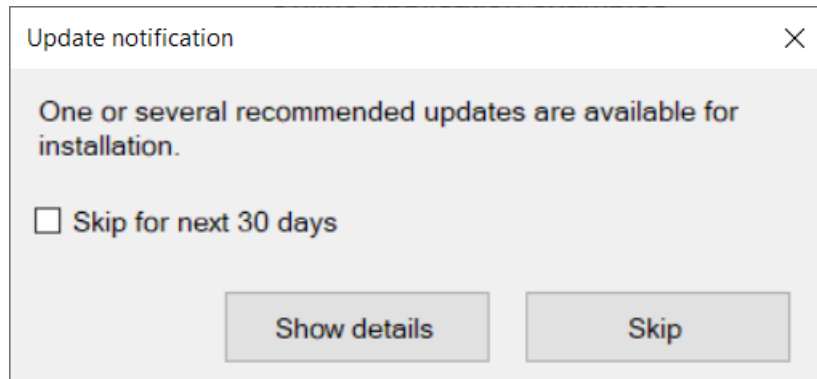 Update notification
One or several recommended updates are available for
installation.
Skip for next 30 days
Show details
Skip